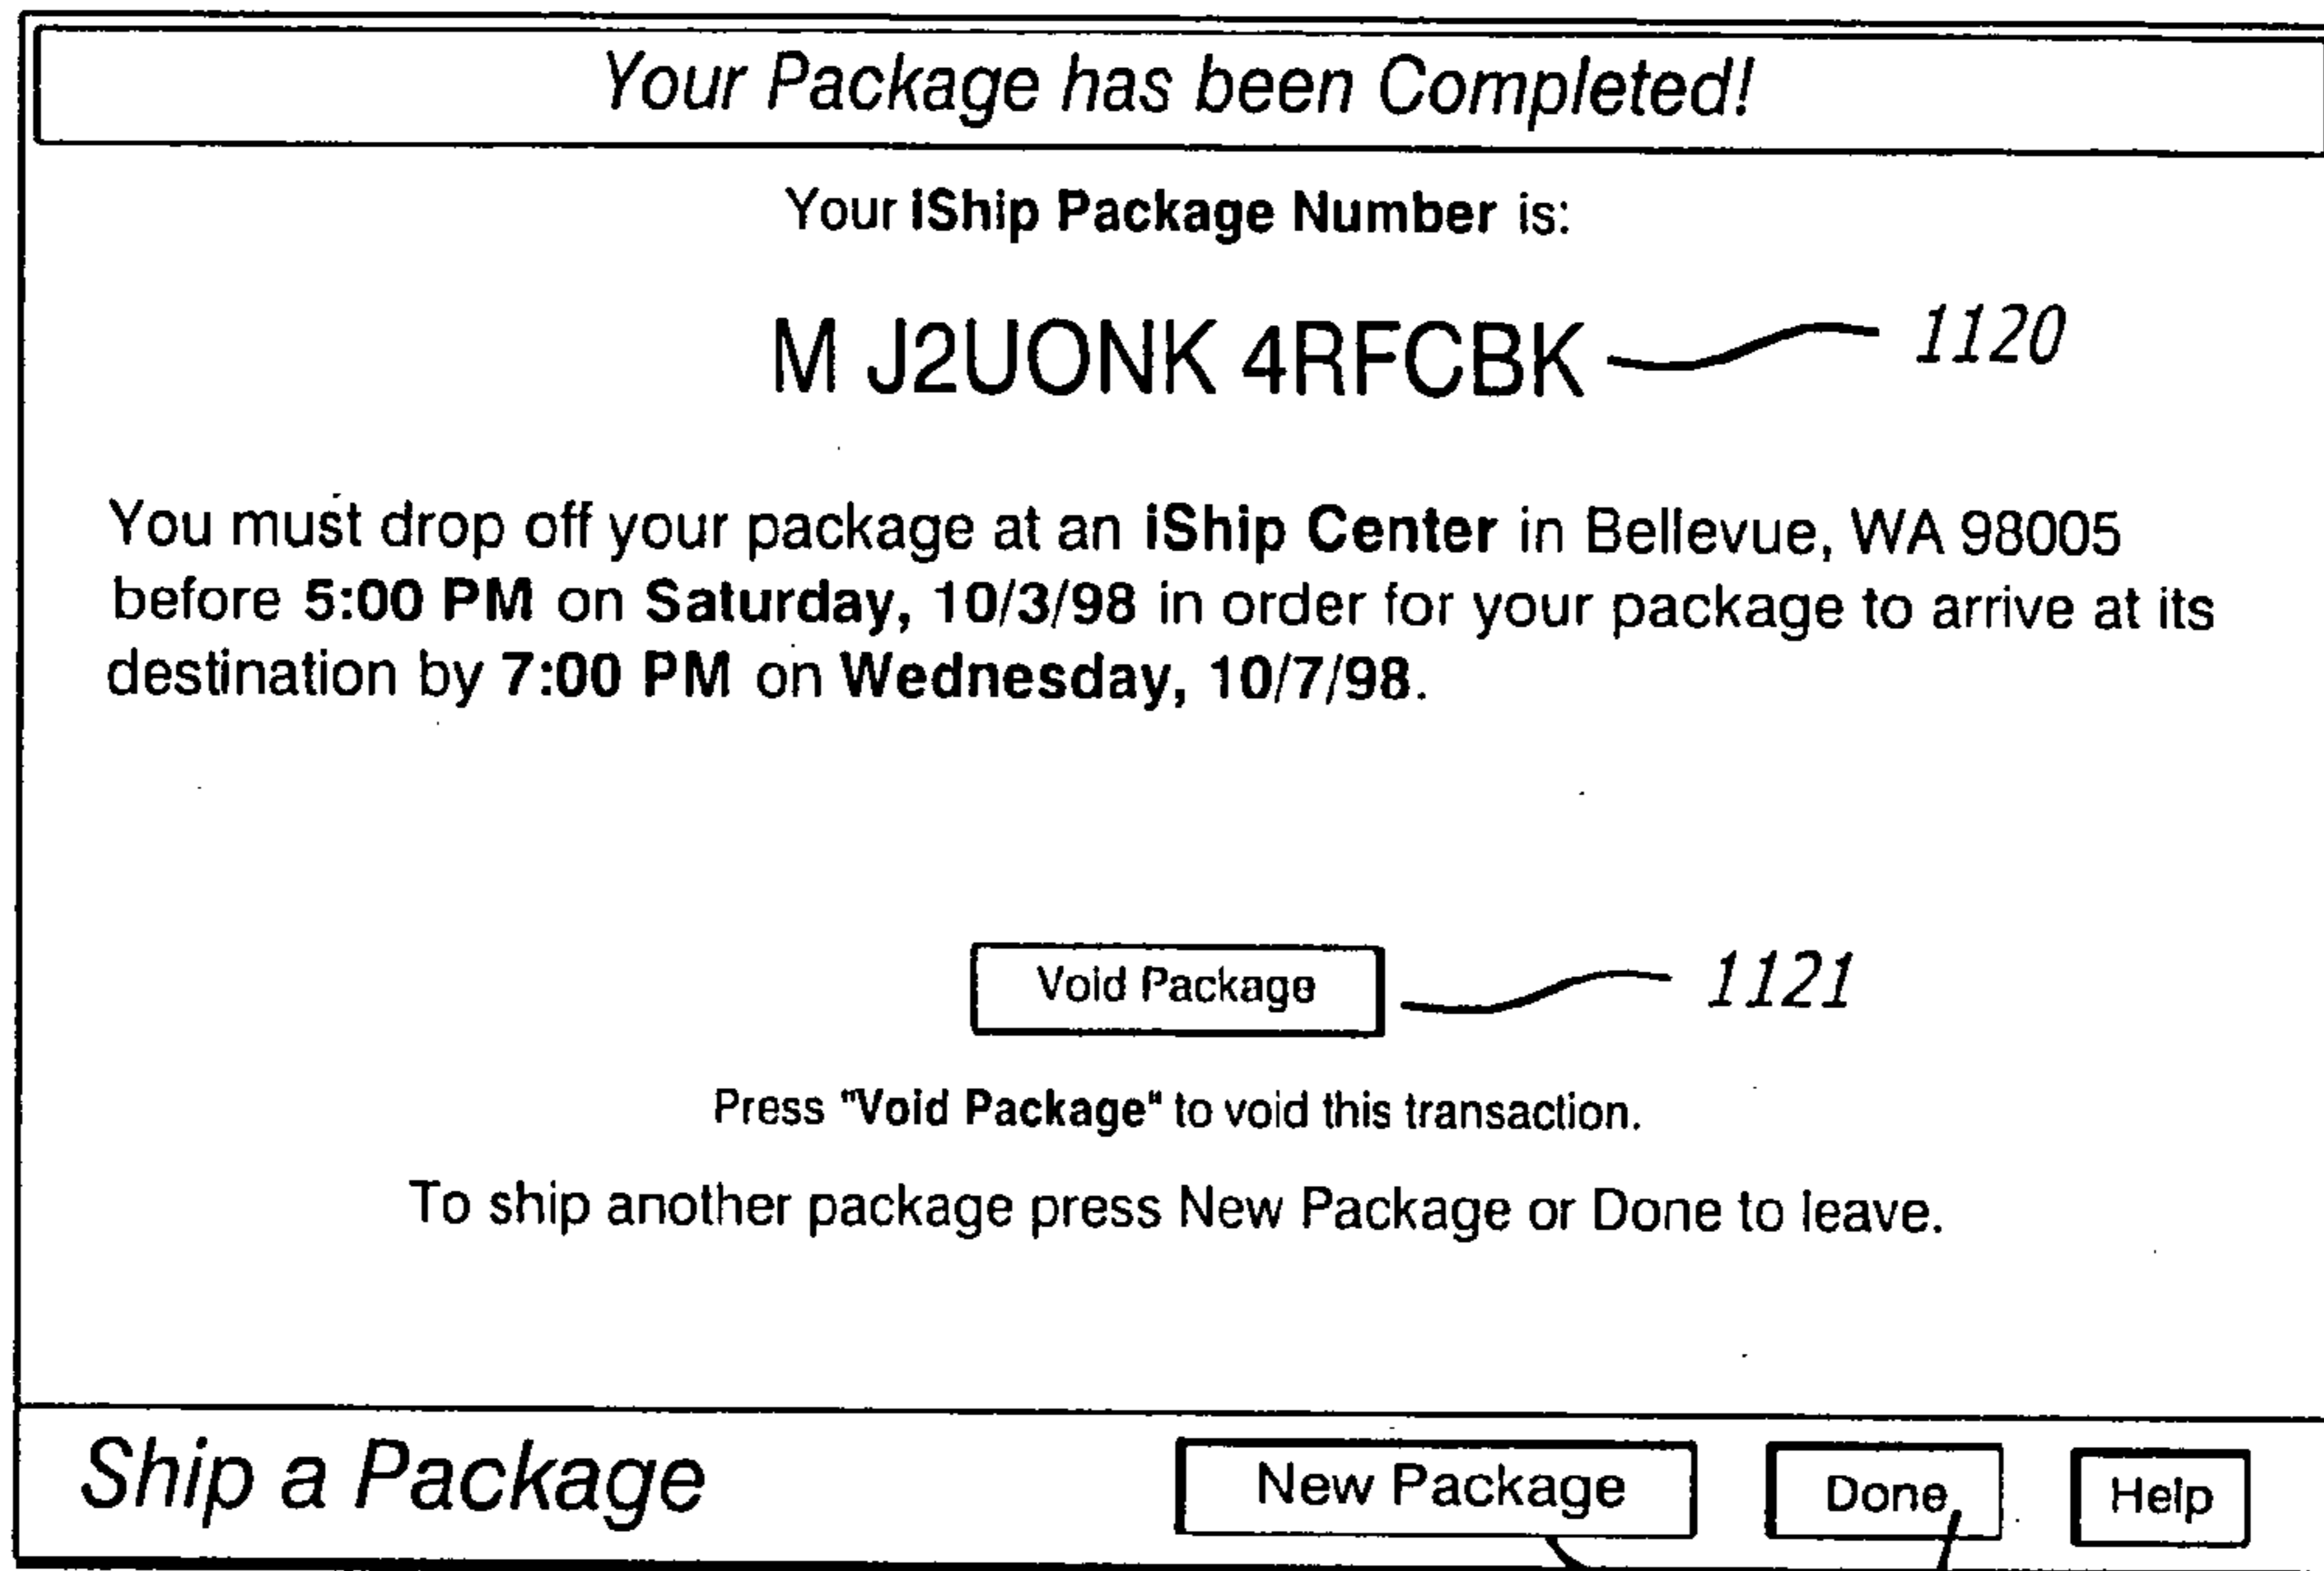 Your Package has been Completed!
Your iShip Package Number is:
M J2UONK 4RFCBK 1120
You must drop off your package at an iShip Center in Bellevue, WA 98005
before 5:00 PM on Saturday, 10/3/98 in order for your package to arrive at its
destination by 7:00 PM on Wednesday, 10/7/98.
Void Package 1121
Press "Void Package" to void this transaction.
To ship another package press New Package or Done to leave.
Ship a Package New Package Done Help